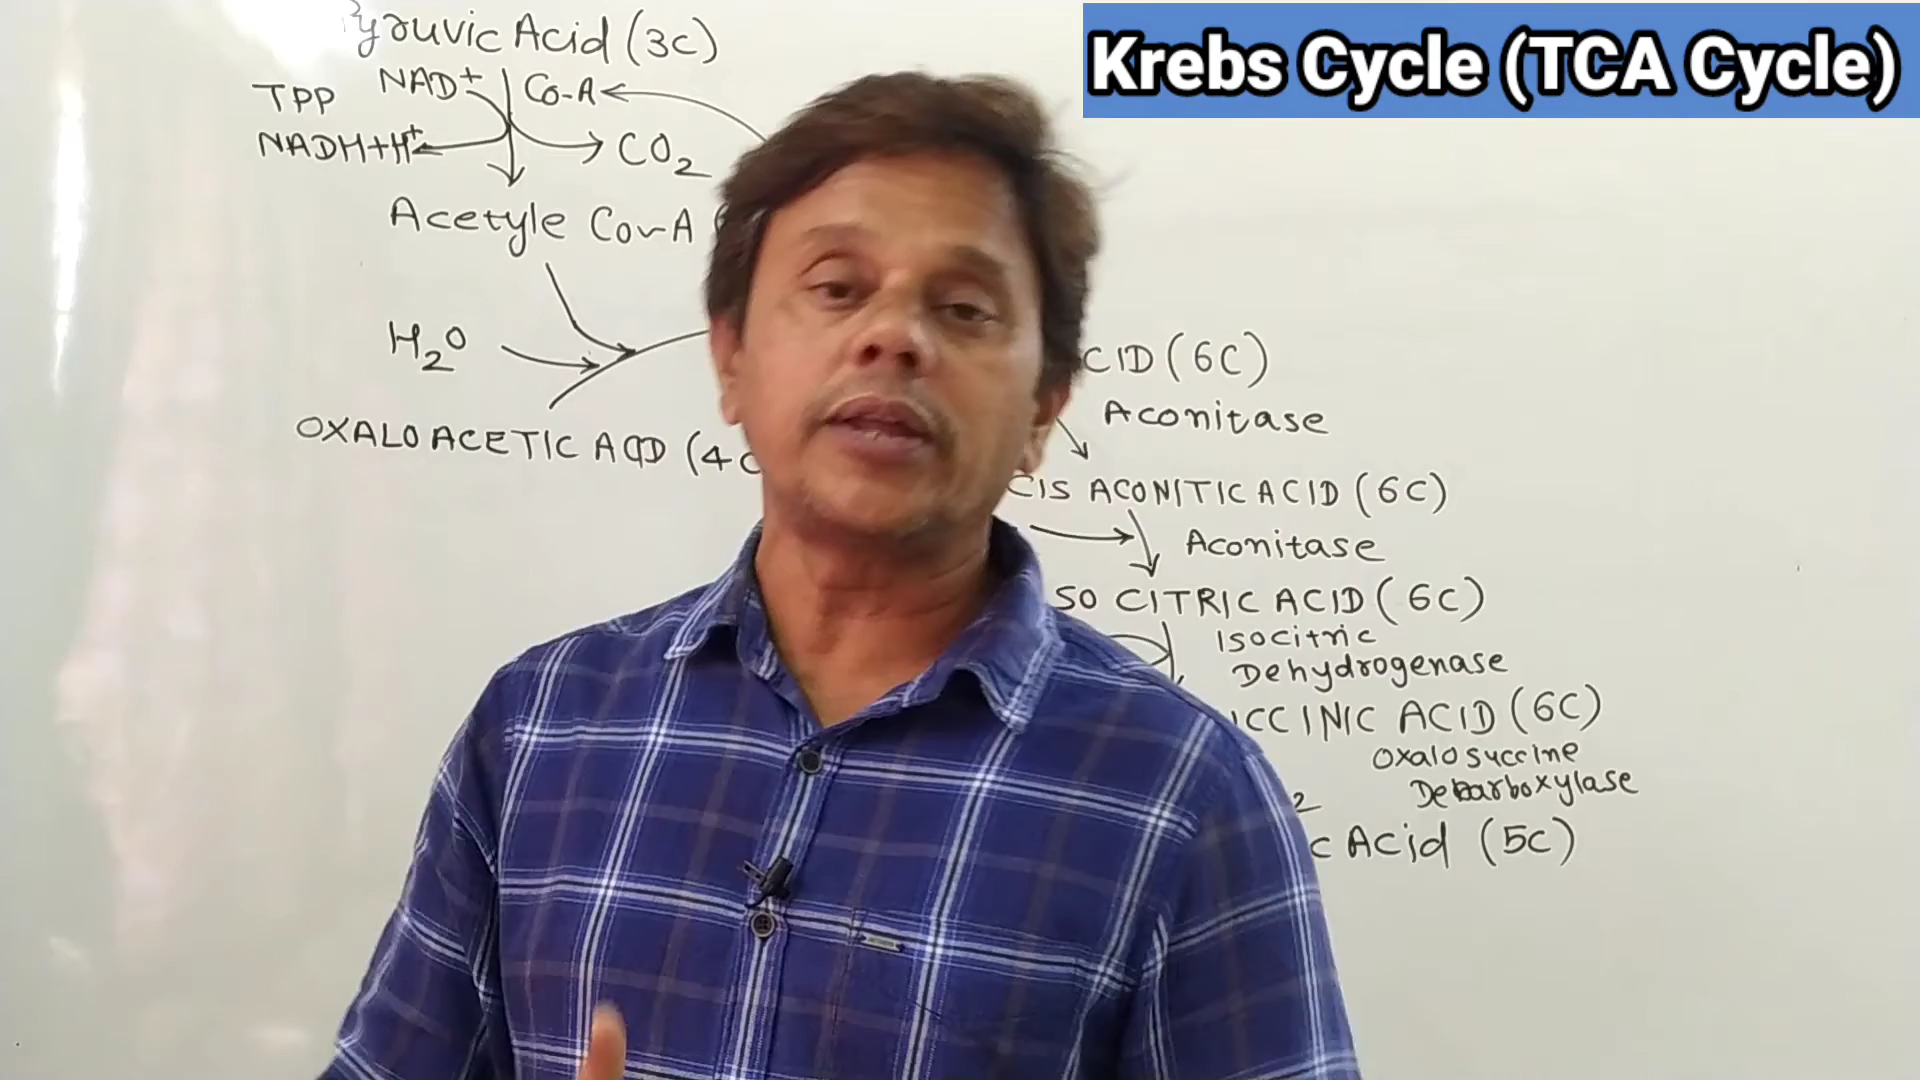 Krebs Cycle (TCA Cycle)
Pyruvic Acid (3C)
TPP NAD+ Co-A
NADH+H+ CO2
Acetyle Co-A
H2O
OXALO ACETIC ACID (4C
CID (6C)
Aconitase
CIS ACONITIC ACID (6C)
Aconitase
SO CITRIC ACID (6C)
Isocitric
Dehydrogenase
CCINIC ACID (6C)
Oxalosuccine
Decarboxylase
2
c Acid (5C)